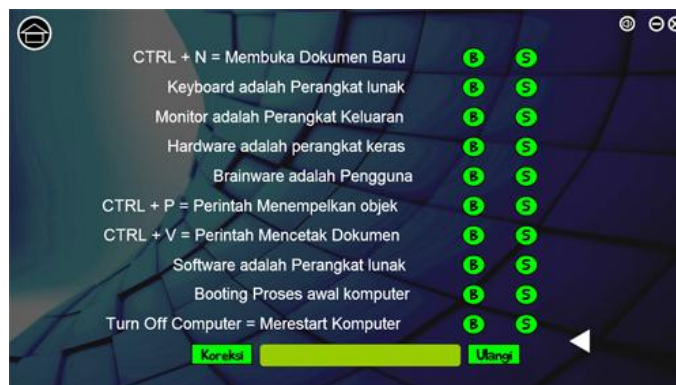 CTRL + N = Membuka Dokumen Baru B S
Keyboard adalah Perangkat lunak B S
Monitor adalah Perangkat Keluaran B S
Hardware adalah perangkat keras B S
Brainware adalah Pengguna B S
CTRL + P = Perintah Menempelkan objek B S
CTRL + V = Perintah Mencetak Dokumen B S
Software adalah Perangkat lunak B S
Booting Proses awal komputer B S
Turn Off Computer = Merestart Komputer B S
Koreksi Ulangi